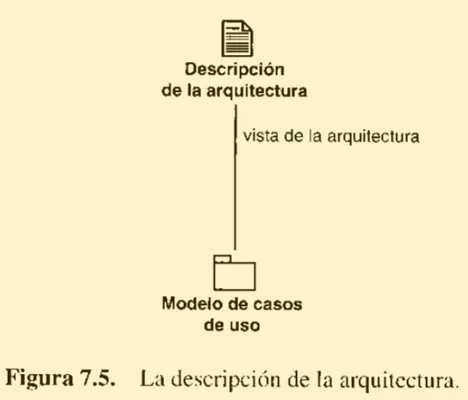 Descripción
de la arquitectura
vista de la arquitectura
Modelo de casos
de uso
Figura 7.5. La descripción de la arquitectura.